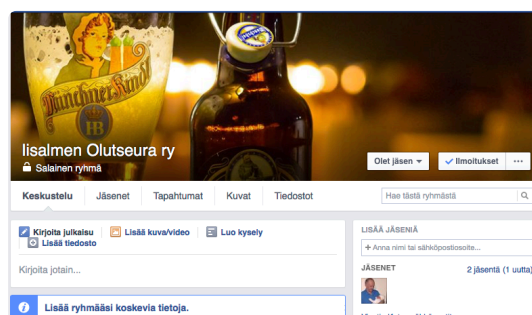 Münchner Kindl
HB
Iisalmen Olutseura ry
Salainen ryhmä
Olet jäsen
Ilmoitukset
Keskustelu Jäsenet Tapahtumat Kuvat Tiedostot
Hae tästä ryhmästä
Kirjoita julkaisu Lisää kuva/video Luo kysely
Lisää tiedosto
Kirjoita jotain...
Lisää ryhmääsi koskevia tietoja.
LISÄÄ JÄSENIÄ
+ Anna nimi tai sähköpostiosoite...
JÄSENET 2 jäsentä (1 uutta)